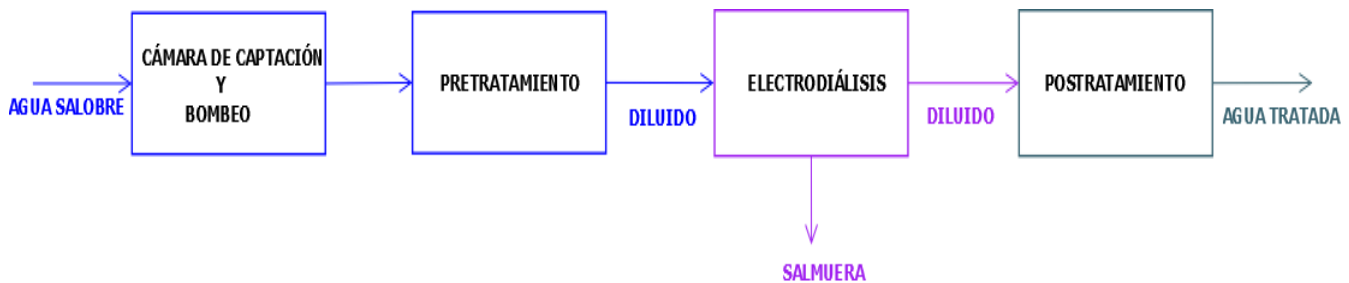 AGUA SALOBRE
CÁMARA DE CAPTACIÓN
Y
BOMBEO
PRETRATAMIENTO
DILUIDO
ELECTRODIÁLISIS
SALMUERA
DILUIDO
POSTRATAMIENTO
AGUA TRATADA